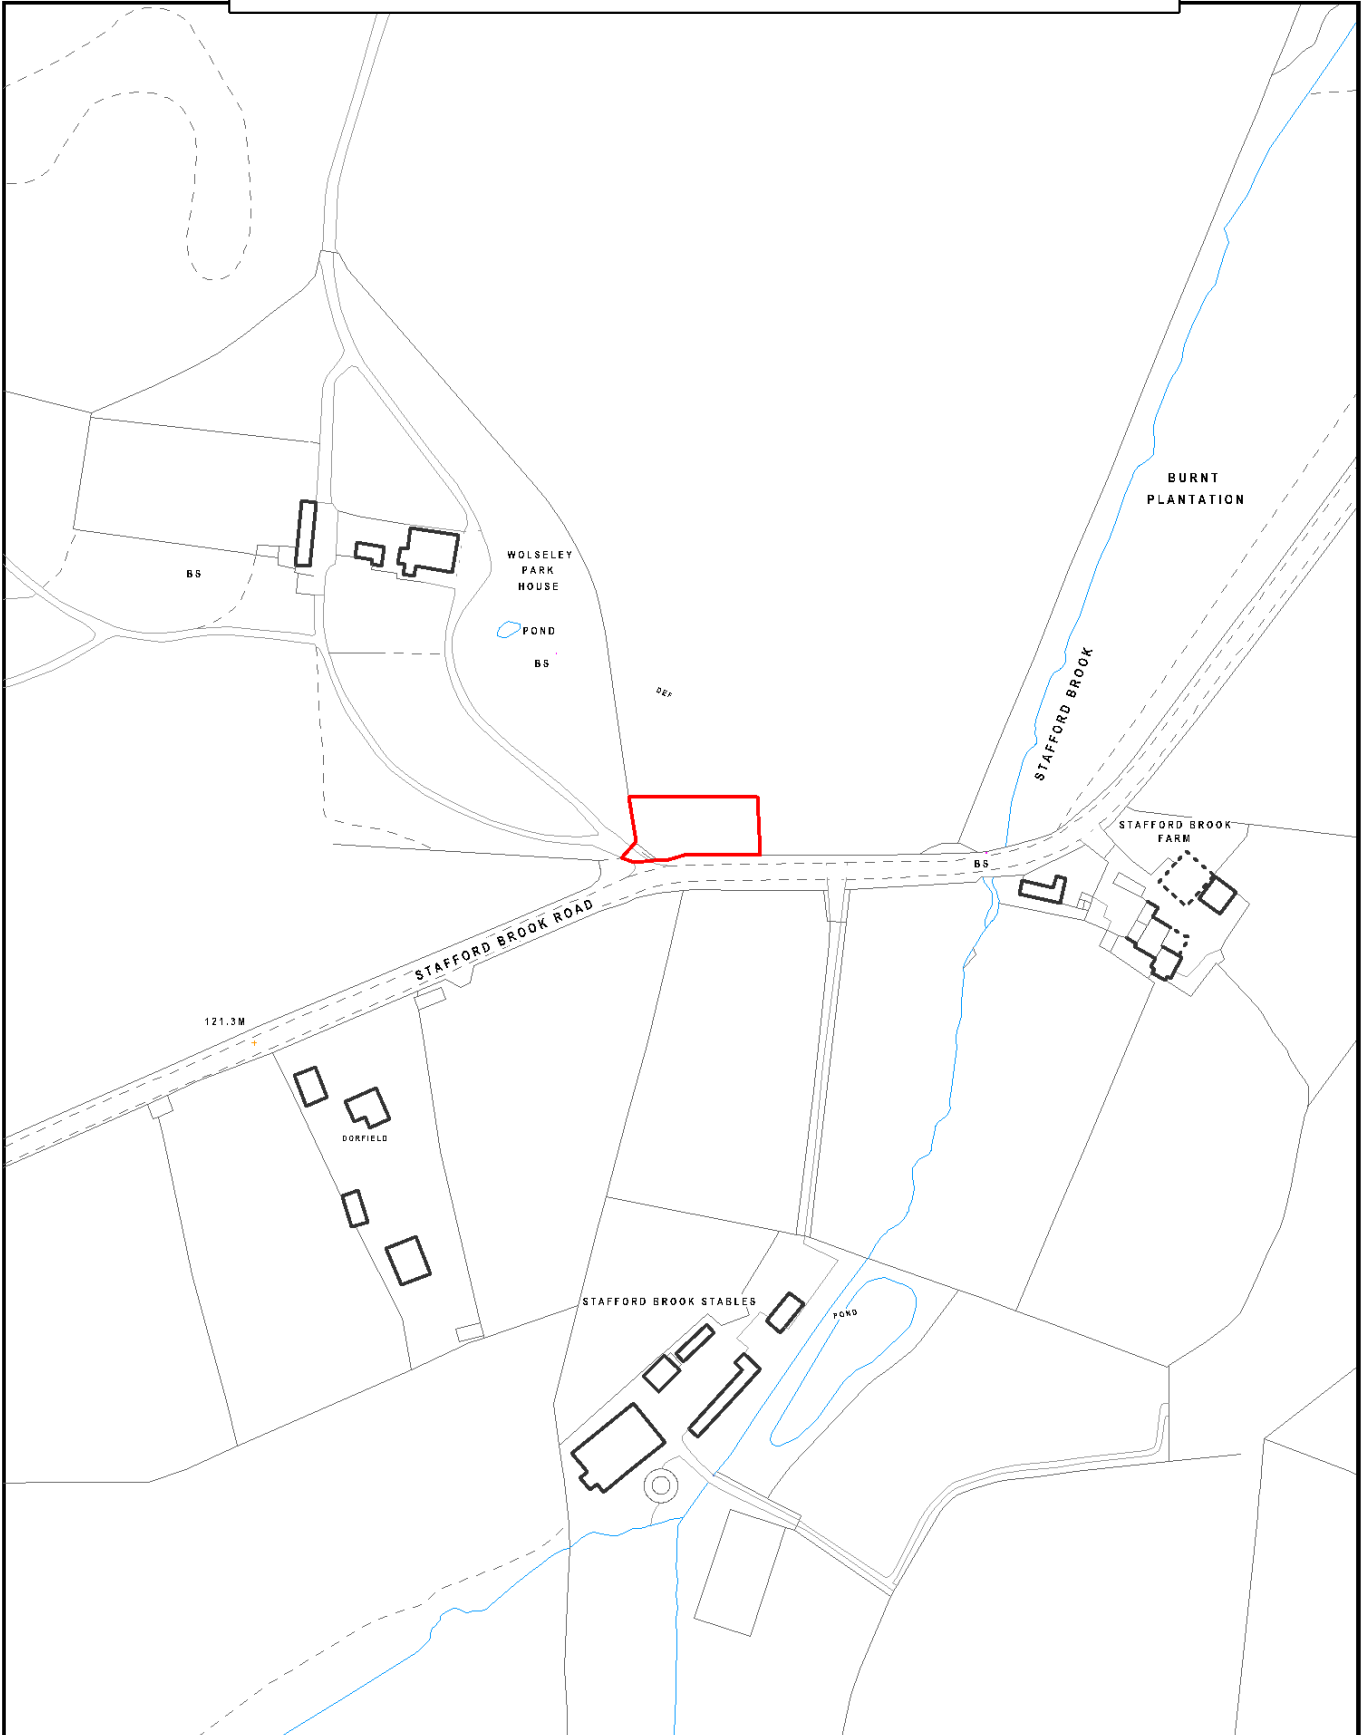 BURNT
PLANTATION
WOLSELEY
PARK
HOUSE
BS
POND
BS
DEF
STAFFORD BROOK
STAFFORD BROOK
FARM
BS
STAFFORD BROOK ROAD
121.3M
DORFIELD
STAFFORD BROOK STABLES
POND